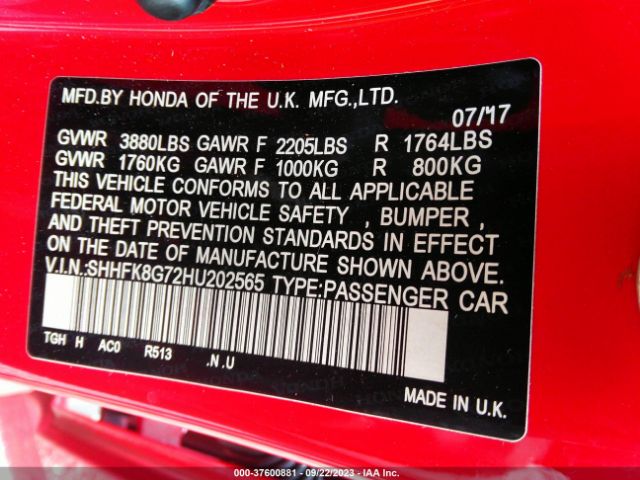 MFD.BY HONDA OF THE U.K. MFG.,LTD.
07/17
GVWR 3880LBS GAWR F 2205LBS R 1764LBS
GVWR 1760KG GAWR F 1000KG R 800KG
THIS VEHICLE CONFORMS TO ALL APPLICABLE
FEDERAL MOTOR VEHICLE SAFETY , BUMPER ,
AND THEFT PREVENTION STANDARDS IN EFFECT
ON THE DATE OF MANUFACTURE SHOWN ABOVE.
V.I.N.:SHHFK8G72HU202565 TYPE:PASSENGER CAR
TGH H AC0 R513 .N.U
MADE IN U.K.
000-37600881 - 09/22/2023 - IAA Inc.